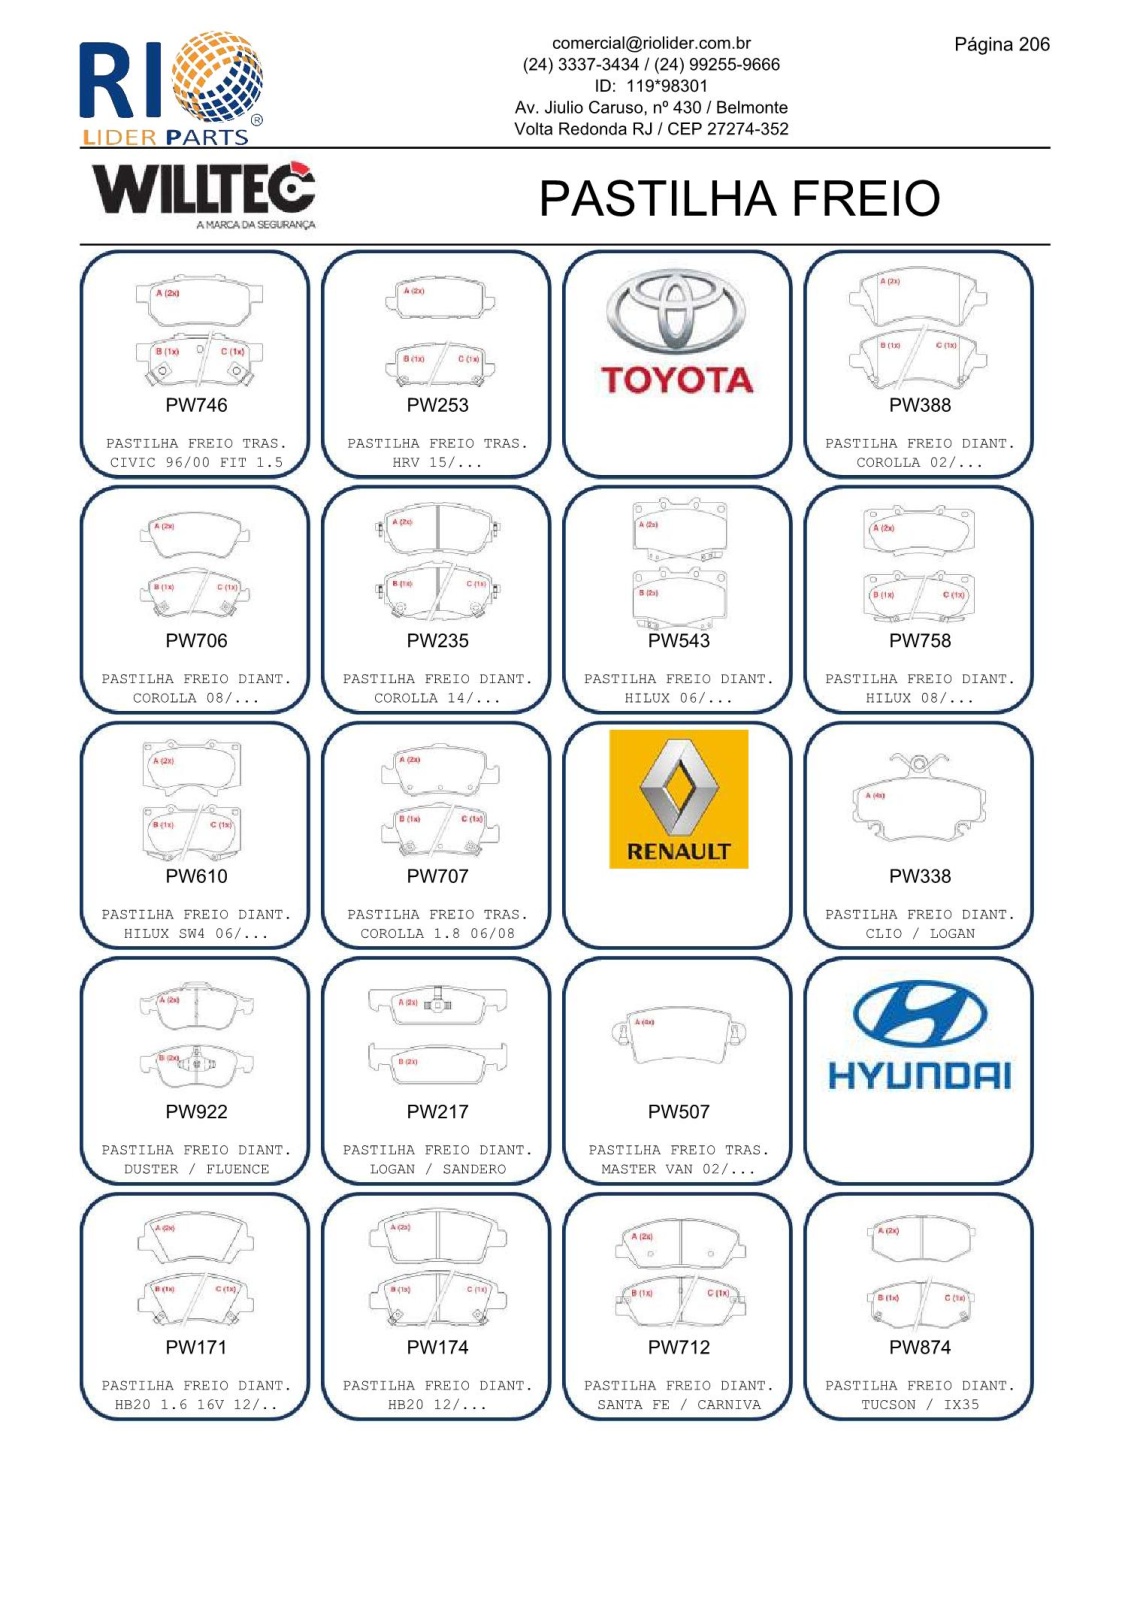 RIO
LIDER PARTS
®
comercial@riolider.com.br
(24) 3337-3434 / (24) 99255-9666
ID: 119*98301
Av. Jiulio Caruso, nº 430 / Belmonte
Volta Redonda RJ / CEP 27274-352
Página 206
WILLTEC
A MARCA DA SEGURANÇA
PASTILHA FREIO
A (2x)
B (1x) C (1x)
PW746
PASTILHA FREIO TRAS.
CIVIC 96/00 FIT 1.5
A (2x)
B (1x) C (1x)
PW253
PASTILHA FREIO TRAS.
HRV 15/...
TOYOTA
A (2x)
B (1x) C (1x)
PW388
PASTILHA FREIO DIANT.
COROLLA 02/...
A (2x)
B (1x) C (1x)
PW706
PASTILHA FREIO DIANT.
COROLLA 08/...
A (2x)
B (1x) C (1x)
PW235
PASTILHA FREIO DIANT.
COROLLA 14/...
A (2x)
B (2x)
PW543
PASTILHA FREIO DIANT.
HILUX 06/...
A (2x)
B (1x) C (1x)
PW758
PASTILHA FREIO DIANT.
HILUX 08/...
A (2x)
B (1x) C (1x)
PW610
PASTILHA FREIO DIANT.
HILUX SW4 06/...
A (2x)
B (1x) C (1x)
PW707
PASTILHA FREIO TRAS.
COROLLA 1.8 06/08
RENAULT
A (4x)
PW338
PASTILHA FREIO DIANT.
CLIO / LOGAN
A (2x)
B (2x)
PW922
PASTILHA FREIO DIANT.
DUSTER / FLUENCE
A (2x)
B (2x)
PW217
PASTILHA FREIO DIANT.
LOGAN / SANDERO
A (4x)
PW507
PASTILHA FREIO TRAS.
MASTER VAN 02/...
HYUNDAI
A (2x)
B (1x) C (1x)
PW171
PASTILHA FREIO DIANT.
HB20 1.6 16V 12/..
A (2x)
B (1x) C (1x)
PW174
PASTILHA FREIO DIANT.
HB20 12/...
A (2x)
B (1x) C (1x)
PW712
PASTILHA FREIO DIANT.
SANTA FE / CARNIVA
A (2x)
B (1x) C (1x)
PW874
PASTILHA FREIO DIANT.
TUCSON / IX35